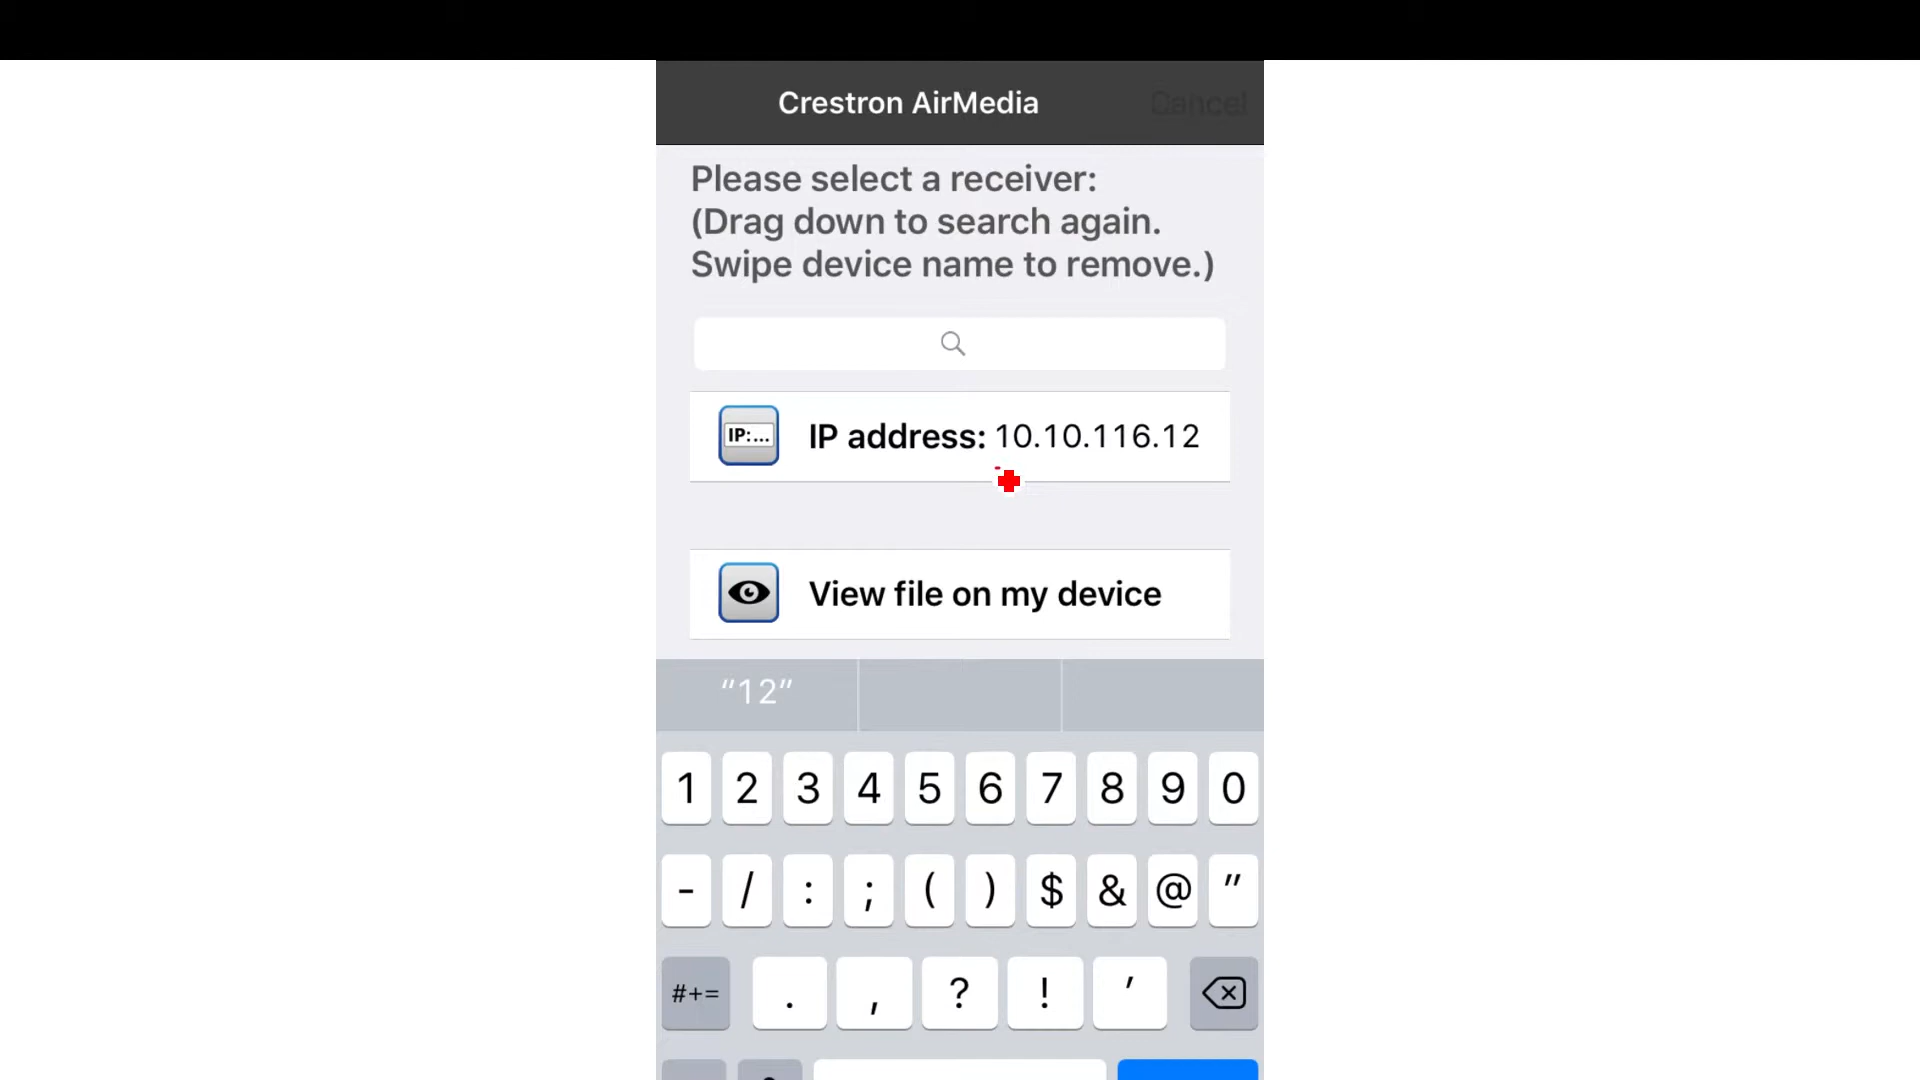 Crestron AirMedia Cancel
Please select a receiver:
(Drag down to search again.
Swipe device name to remove.)
IP:... IP address: 10.10.116.12
View file on my device
“12”
1 2 3 4 5 6 7 8 9 0
- / : ; ( ) $ & @ "
#+= . , ? ! ’